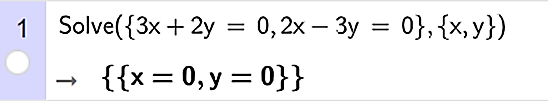 1 Solve({3x + 2y = 0, 2x − 3y = 0}, {x, y})
→ {{x = 0, y = 0}}